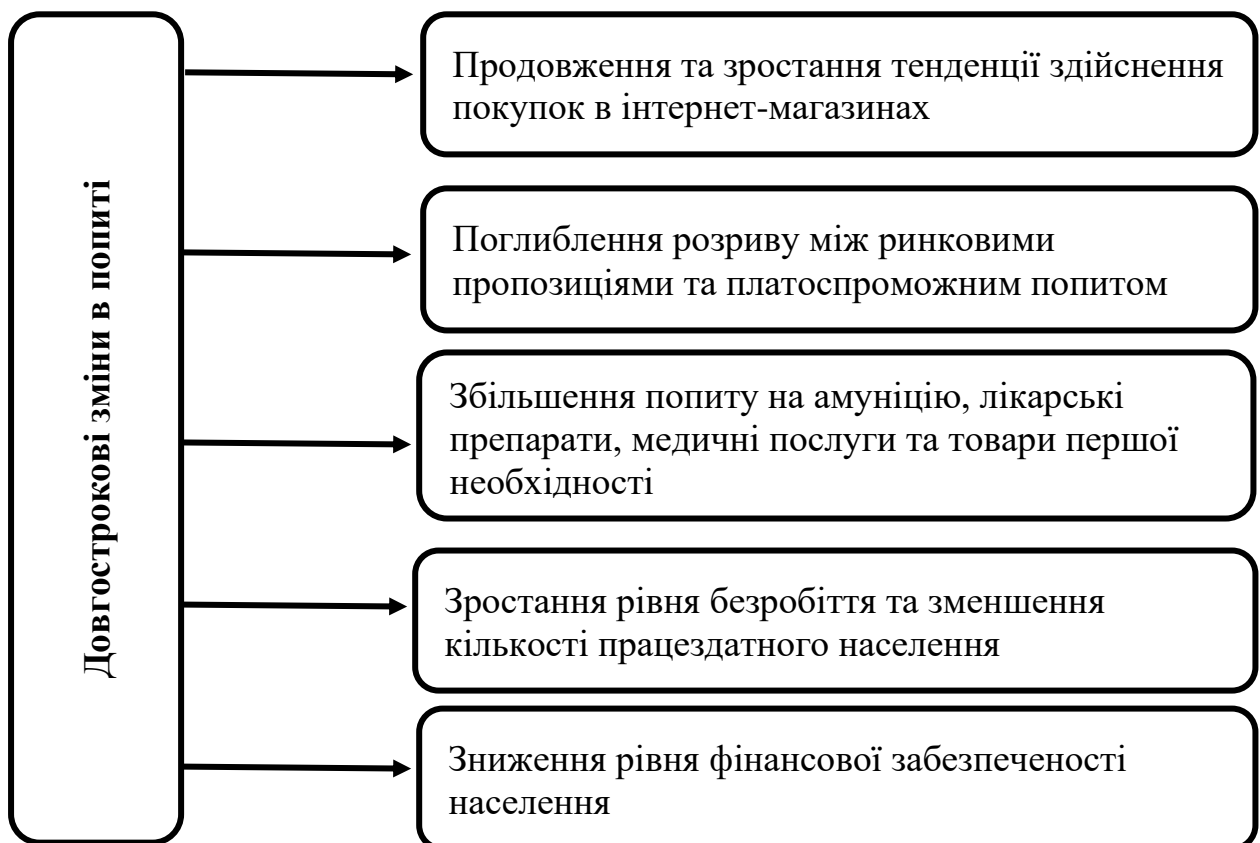 Довгострокові зміни в попиті
Продовження та зростання тенденції здійснення
покупок в інтернет-магазинах
Поглиблення розриву між ринковими
пропозиціями та платоспроможним попитом
Збільшення попиту на амуніцію, лікарські
препарати, медичні послуги та товари першої
необхідності
Зростання рівня безробіття та зменшення
кількості працездатного населення
Зниження рівня фінансової забезпеченості
населення